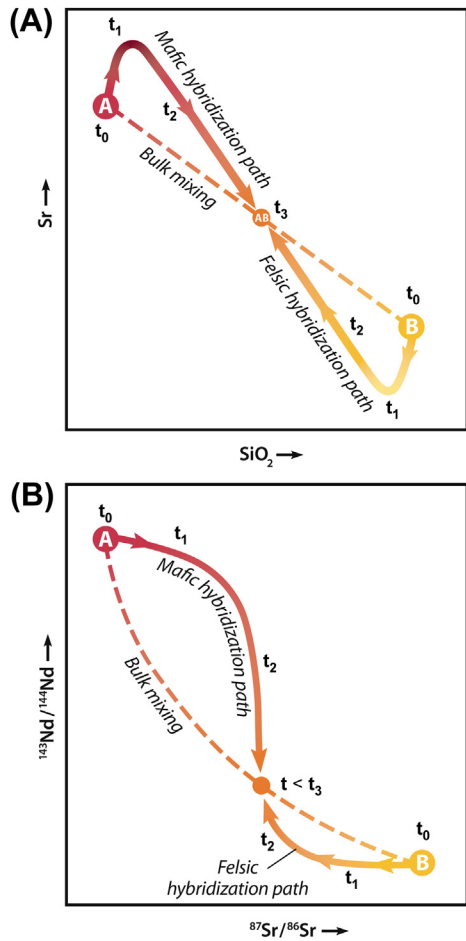 (A)
t₁
Mafic hybridization path
A
t₀
t₂
Bulk mixing
Sr
AB
t₃
Felsic hybridization path
t₀
B
t₂
t₁
SiO₂
(B)
t₀
A
t₁
Mafic hybridization path
t₂
Bulk mixing
¹⁴³Nd/¹⁴⁴Nd
t < t₃
t₀
t₂
B
t₁
Felsic
hybridization path
⁸⁷Sr/⁸⁶Sr